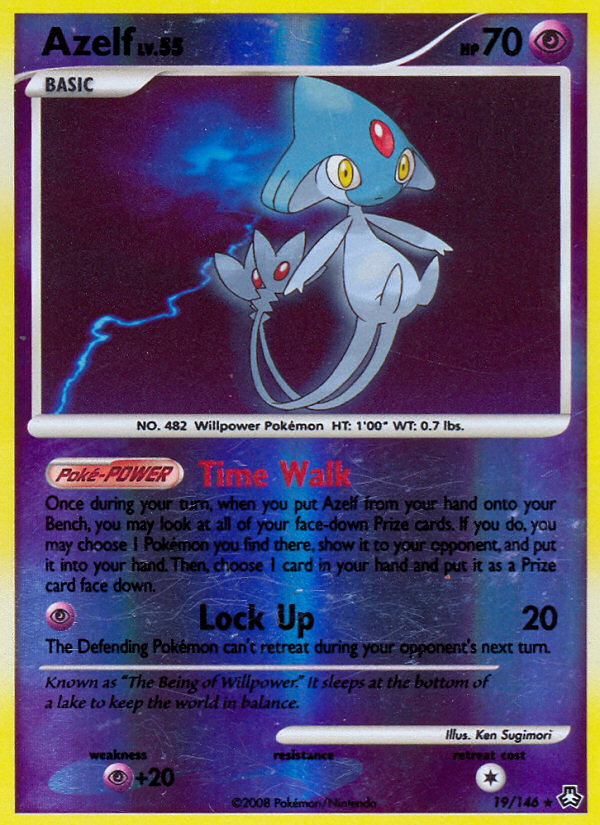 Azelf LV.55 HP 70
BASIC
NO. 482 Willpower Pokémon HT: 1'00" WT: 0.7 lbs.
Poké-POWER Time Walk
Once during your turn, when you put Azelf from your hand onto your
Bench, you may look at all of your face-down Prize cards. If you do, you
may choose 1 Pokémon you find there, show it to your opponent, and put
it into your hand. Then, choose 1 card in your hand and put it as a Prize
card face down.
Lock Up 20
The Defending Pokémon can't retreat during your opponent's next turn.
Known as "The Being of Willpower." It sleeps at the bottom of
a lake to keep the world in balance.
Illus. Ken Sugimori
weakness resistance retreat cost
+20
©2008 Pokémon/Nintendo 19/146 ★